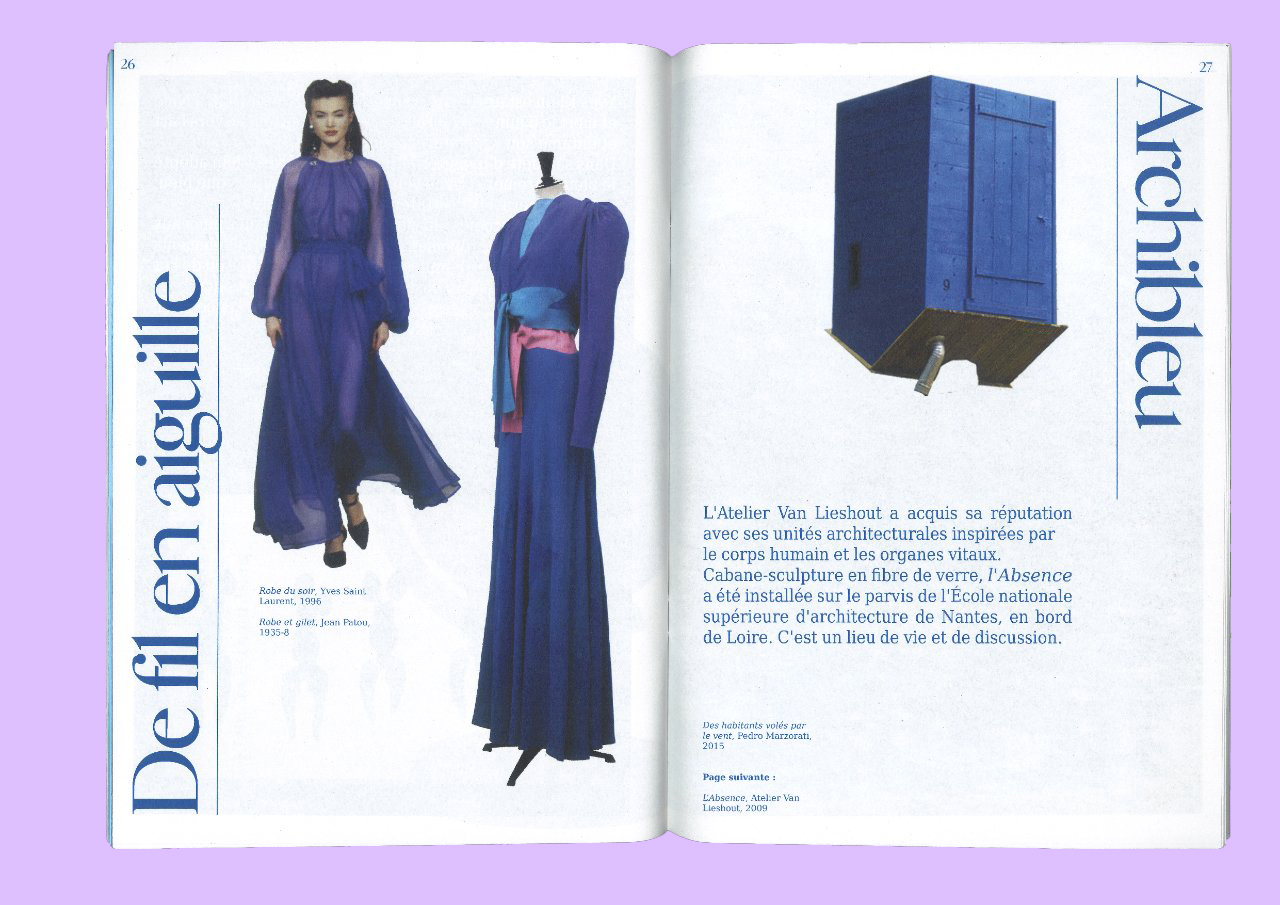 26
De fil en aiguille
Robe du soir, Yves Saint
Laurent, 1996
Robe et gilet, Jean Patou,
1935-8
27
Archibleu
9
L'Atelier Van Lieshout a acquis sa réputation
avec ses unités architecturales inspirées par
le corps humain et les organes vitaux.
Cabane-sculpture en fibre de verre, l'Absence
a été installée sur le parvis de l'École nationale
supérieure d'architecture de Nantes, en bord
de Loire. C'est un lieu de vie et de discussion.
Des habitants volés par
le vent, Pedro Marzorati,
2015
Page suivante :
L'Absence, Atelier Van
Lieshout, 2009